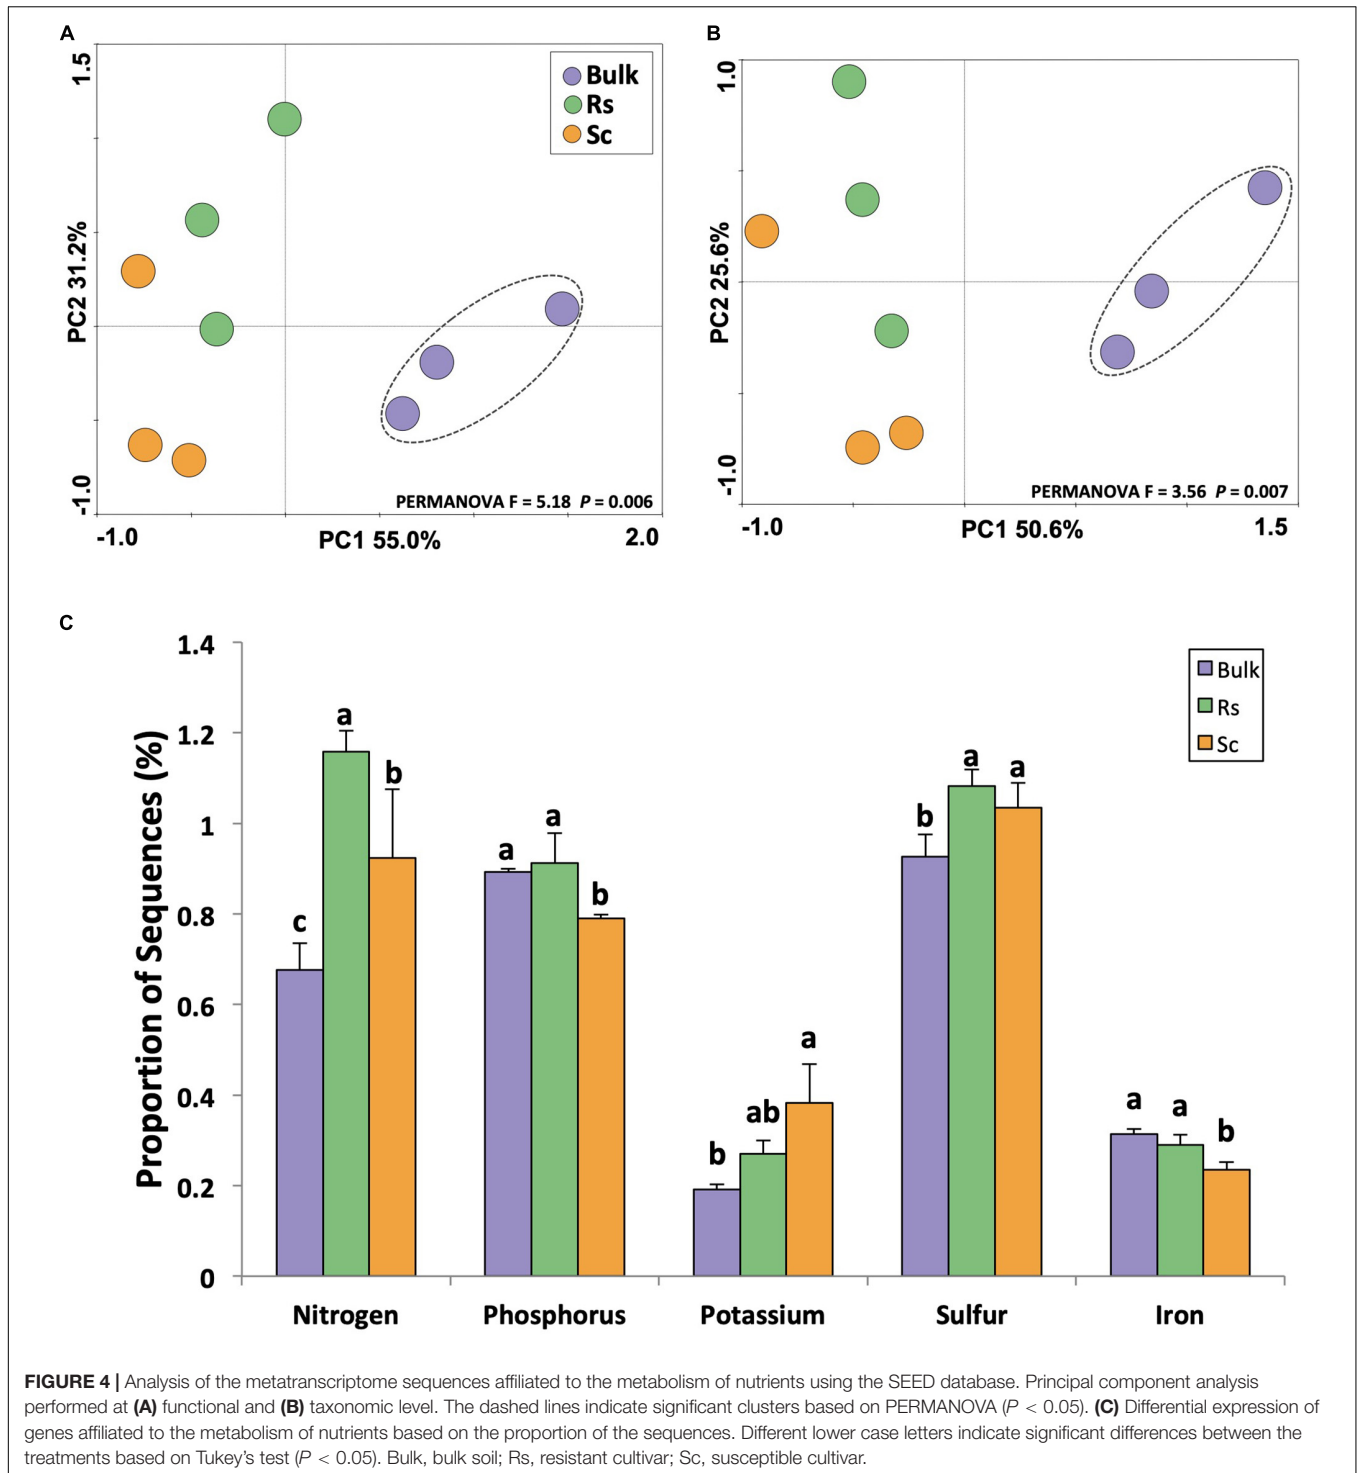 A
1.5
Bulk
Rs
Sc
PC2 31.2%
-1.0
PERMANOVA F = 5.18 P = 0.006
-1.0
PC1 55.0%
2.0
B
1.0
PC2 25.6%
-1.0
PERMANOVA F = 3.56 P = 0.007
-1.0
PC1 50.6%
1.5
C
Proportion of Sequences (%)
1.4
1.2
1
0.8
0.6
0.4
0.2
0
Bulk
Rs
Sc
c
a
b
a
a
b
b
ab
a
b
a
a
a
a
b
Nitrogen
Phosphorus
Potassium
Sulfur
Iron
FIGURE 4 | Analysis of the metatranscriptome sequences affiliated to the metabolism of nutrients using the SEED database. Principal component analysis
performed at (A) functional and (B) taxonomic level. The dashed lines indicate significant clusters based on PERMANOVA (P < 0.05). (C) Differential expression of
genes affiliated to the metabolism of nutrients based on the proportion of the sequences. Different lower case letters indicate significant differences between the
treatments based on Tukey's test (P < 0.05). Bulk, bulk soil; Rs, resistant cultivar; Sc, susceptible cultivar.